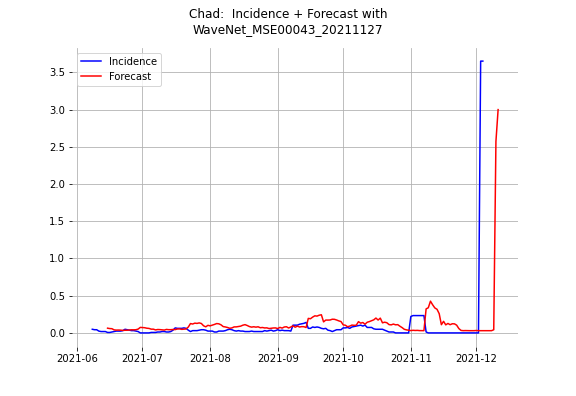 Chad:  Incidence + Forecast with
WaveNet_MSE00043_20211127
Incidence
Forecast
3.5
3.0
2.5
2.0
1.5
1.0
0.5
0.0
2021-06 2021-07 2021-08 2021-09 2021-10 2021-11 2021-12